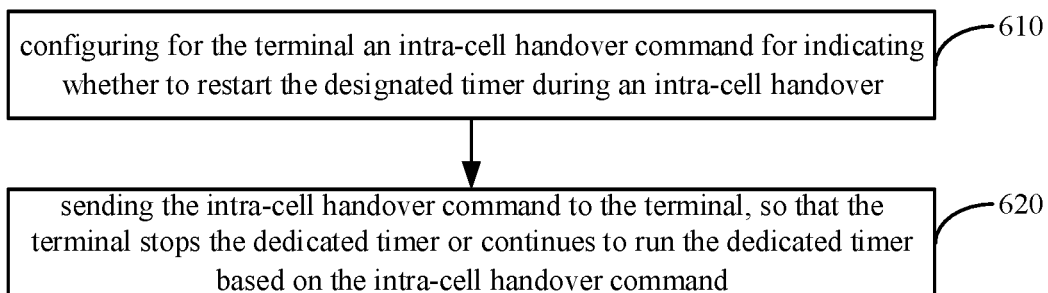 configuring for the terminal an intra-cell handover command for indicating
whether to restart the designated timer during an intra-cell handover
610
sending the intra-cell handover command to the terminal, so that the
terminal stops the dedicated timer or continues to run the dedicated timer
based on the intra-cell handover command
620